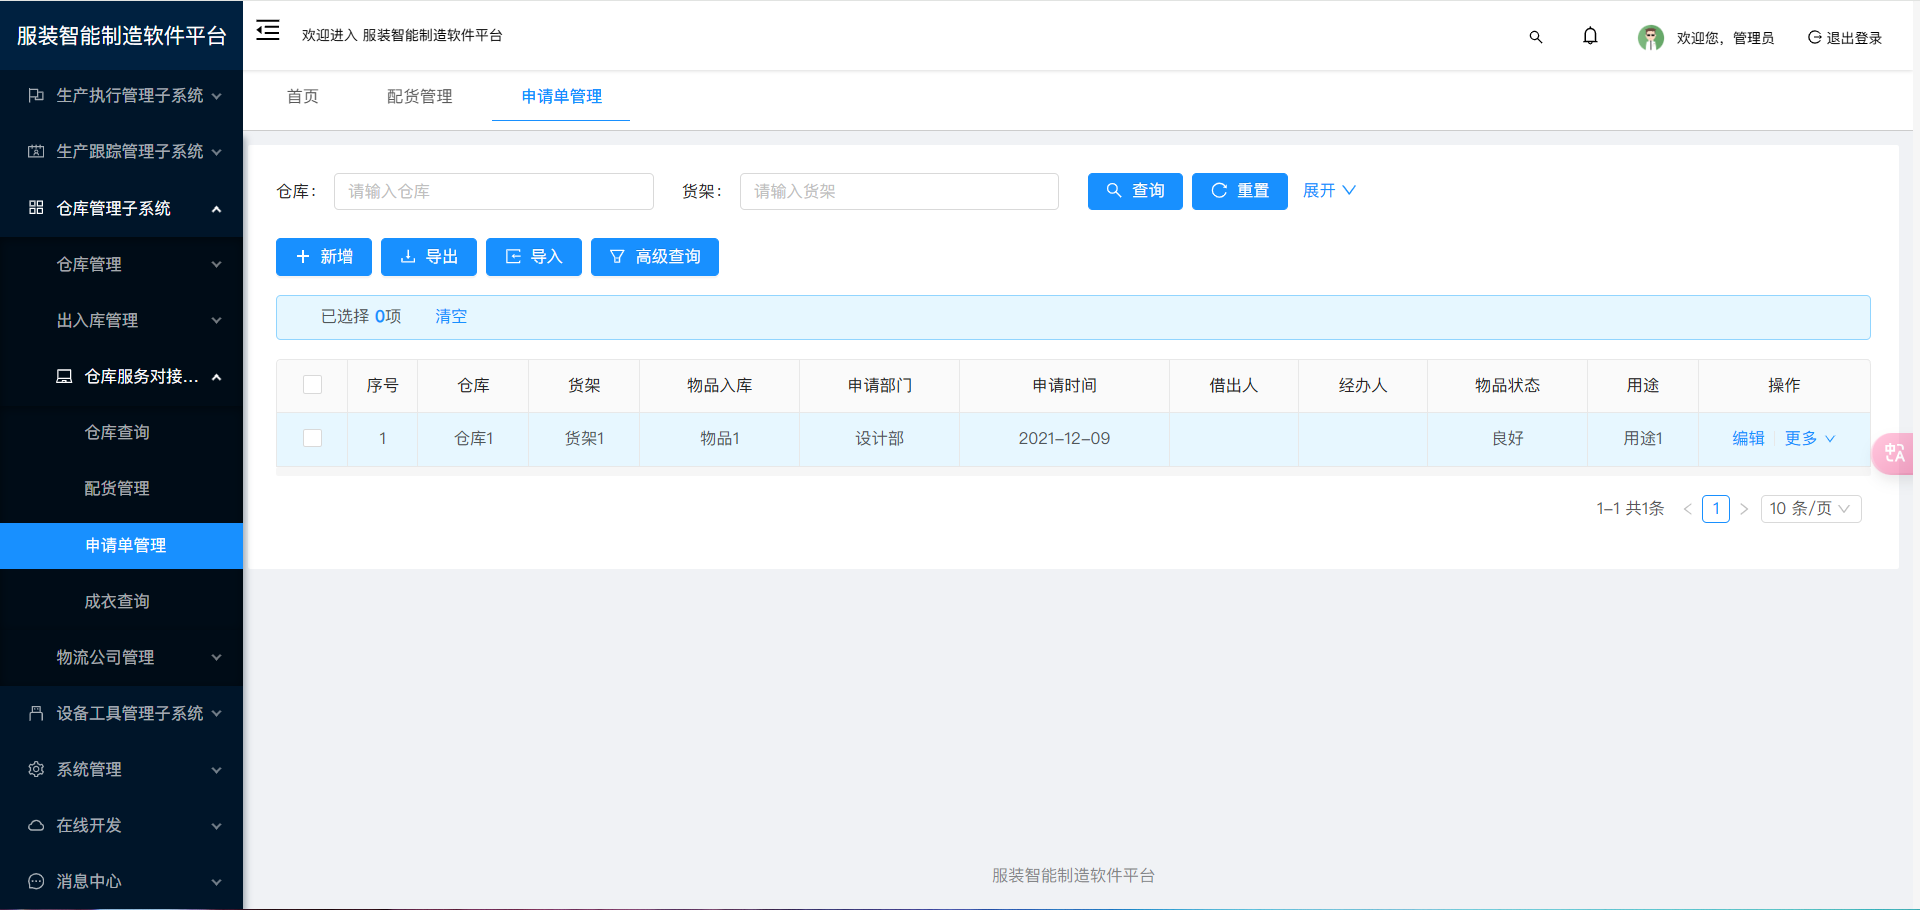 服装智能制造软件平台
生产执行管理子系统
生产跟踪管理子系统
仓库管理子系统
仓库管理
出入库管理
仓库服务对接...
仓库查询
配货管理
申请单管理
成衣查询
物流公司管理
设备工具管理子系统
系统管理
在线开发
消息中心
欢迎进入 服装智能制造软件平台
欢迎您，管理员
退出登录
首页 配货管理 申请单管理
仓库： 请输入仓库 货架： 请输入货架 查询 重置 展开
新增 导出 导入 高级查询
已选择 0项 清空
序号 仓库 货架 物品入库 申请部门 申请时间 借出人 经办人 物品状态 用途 操作
1 仓库1 货架1 物品1 设计部 2021-12-09 良好 用途1 编辑 更多
1-1 共1条 < 1 > 10 条/页
中A
服装智能制造软件平台